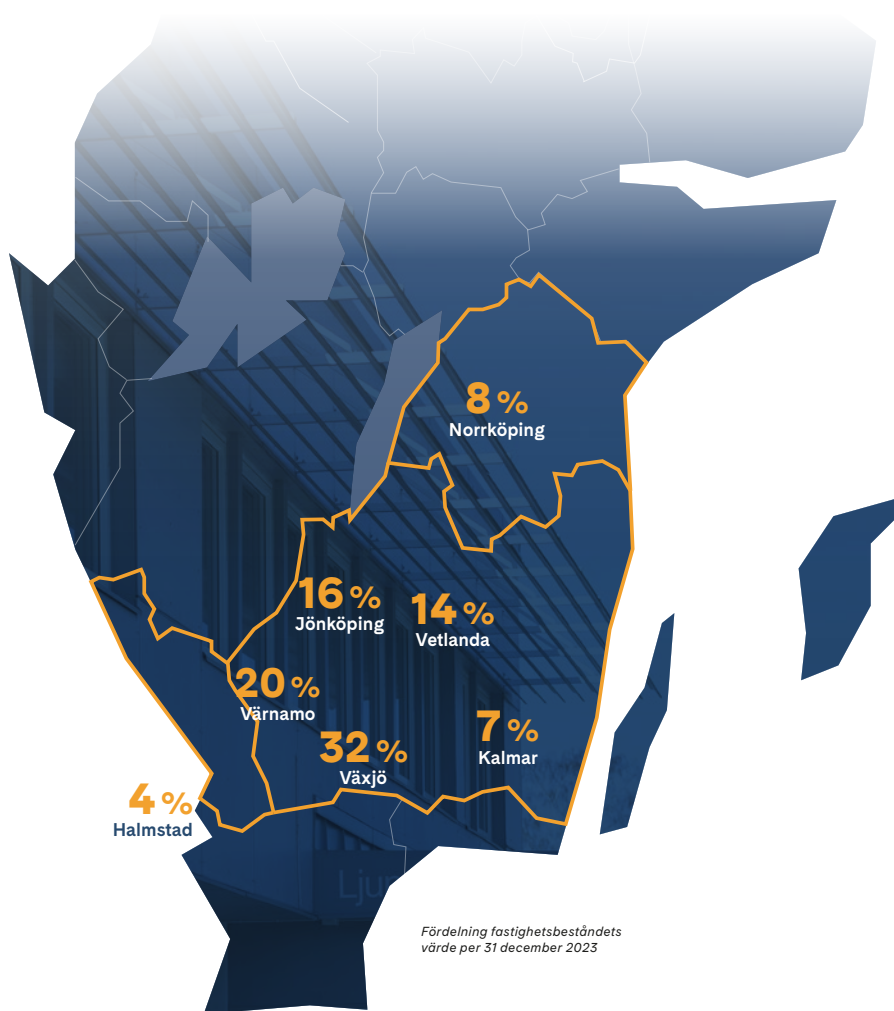 8 %
Norrköping
16 %
Jönköping
14 %
Vetlanda
20 %
Värnamo
7 %
Kalmar
32 %
Växjö
4 %
Halmstad
Fördelning fastighetsbeståndets
värde per 31 december 2023